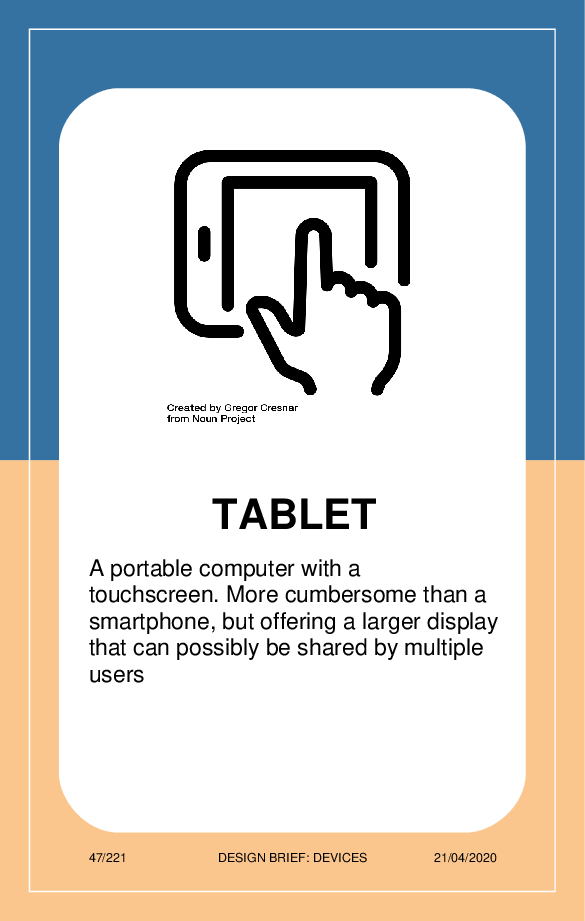 Created by Gregor Cresnar
from Noun Project
TABLET
A portable computer with a
touchscreen. More cumbersome than a
smartphone, but offering a larger display
that can possibly be shared by multiple
users
47/221 DESIGN BRIEF: DEVICES 21/04/2020